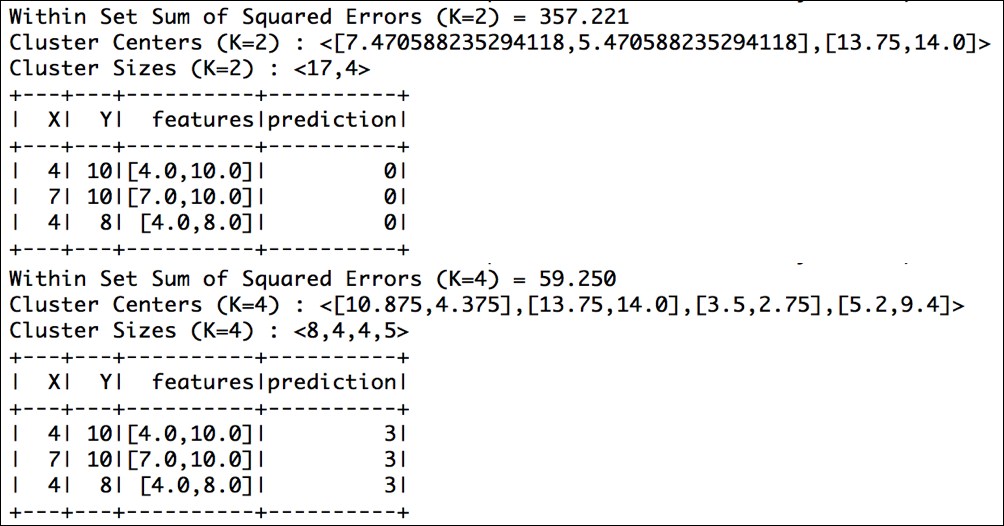 Within Set Sum of Squared Errors (K=2) = 357.221
Cluster Centers (K=2) : <[7.470588235294118,5.470588235294118],[13.75,14.0]>
Cluster Sizes (K=2) : <17,4>
+---+---+----------+----------+
|  X|  Y|  features|prediction|
+---+---+----------+----------+
|  4| 10|[4.0,10.0]|         0|
|  7| 10|[7.0,10.0]|         0|
|  4|  8| [4.0,8.0]|         0|
+---+---+----------+----------+
Within Set Sum of Squared Errors (K=4) = 59.250
Cluster Centers (K=4) : <[10.875,4.375],[13.75,14.0],[3.5,2.75],[5.2,9.4]>
Cluster Sizes (K=4) : <8,4,4,5>
+---+---+----------+----------+
|  X|  Y|  features|prediction|
+---+---+----------+----------+
|  4| 10|[4.0,10.0]|         3|
|  7| 10|[7.0,10.0]|         3|
|  4|  8| [4.0,8.0]|         3|
+---+---+----------+----------+